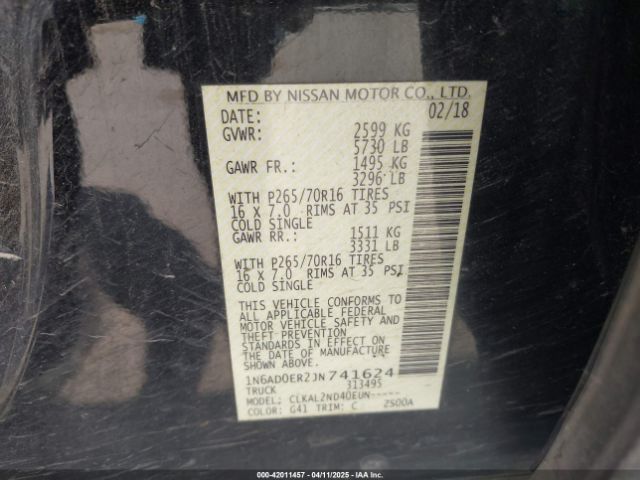 MFD BY NISSAN MOTOR CO., LTD.
DATE: 02/18
GVWR: 2599 KG
5730 LB
GAWR FR.: 1495 KG
3296 LB
WITH P265/70R16 TIRES
16 X 7.0 RIMS AT 35 PSI
COLD SINGLE
GAWR RR.: 1511 KG
3331 LB
WITH P265/70R16 TIRES
16 X 7.0 RIMS AT 35 PSI
COLD SINGLE
THIS VEHICLE CONFORMS TO
ALL APPLICABLE FEDERAL
MOTOR VEHICLE SAFETY AND
THEFT PREVENTION
STANDARDS IN EFFECT ON
THE DATE OF MANUFACTURE
SHOWN ABOVE.
1N6AD0ER2JN741624
TRUCK 313495
MODEL: CLKAL2ND40EUN-----
COLOR: G41 TRIM: C 2500A
000-42011457 - 04/11/2025 - IAAI.COM